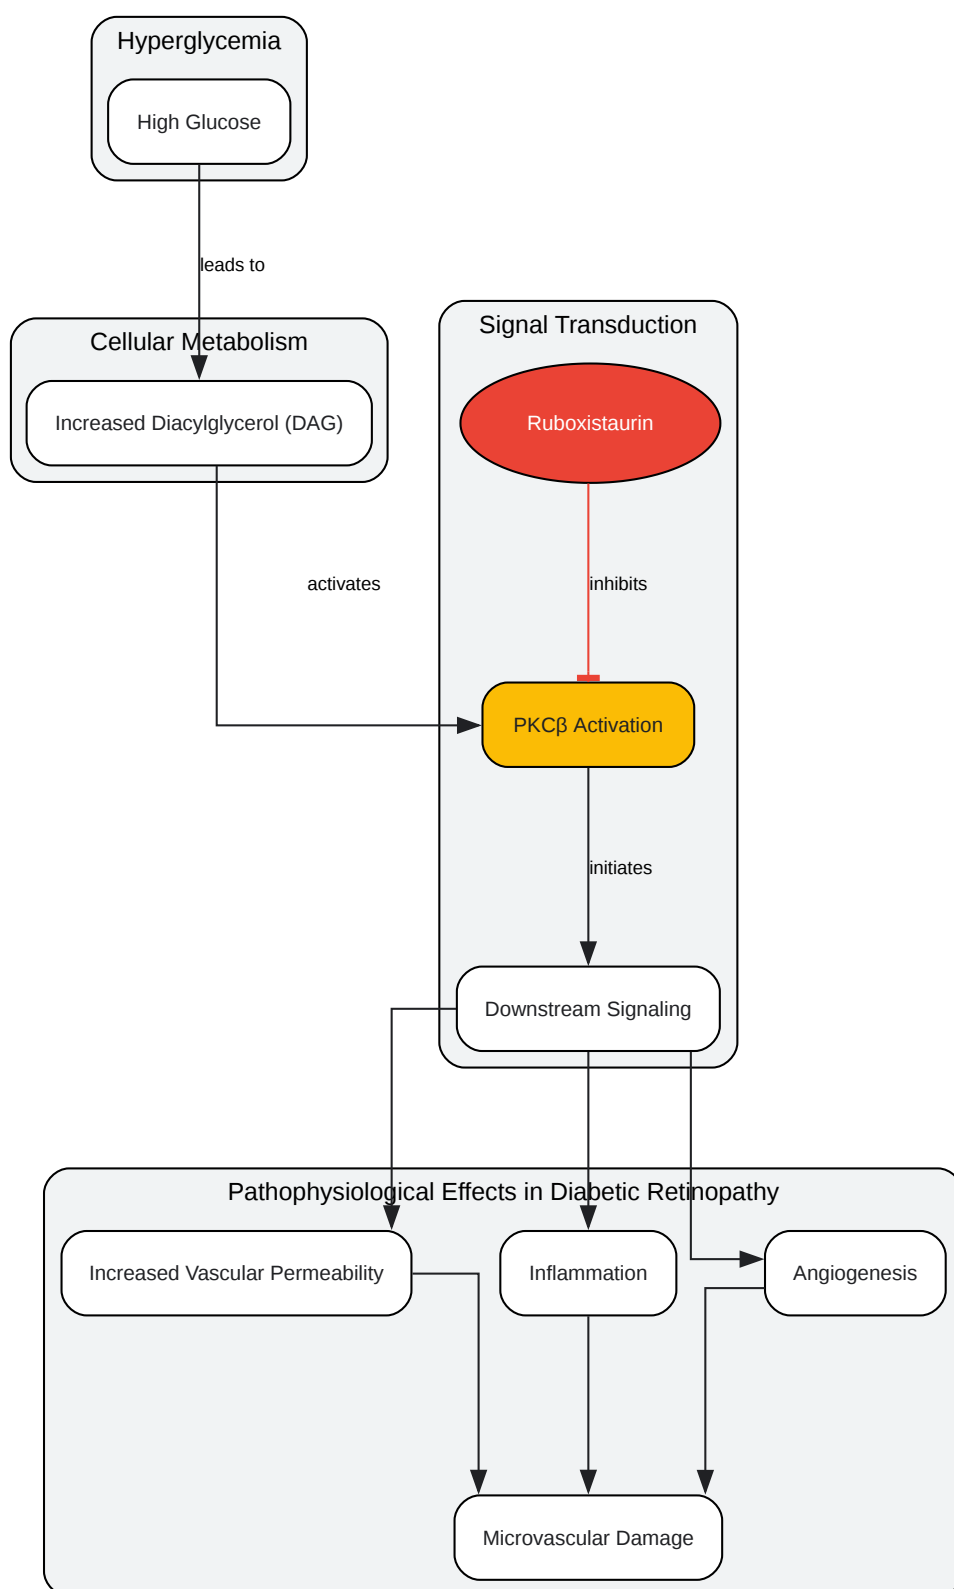 Hyperglycemia
High Glucose
leads to
Cellular Metabolism
Increased Diacylglycerol (DAG)
activates
Signal Transduction
Ruboxistaurin
inhibits
PKCβ Activation
initiates
Downstream Signaling
Pathophysiological Effects in Diabetic Retinopathy
Increased Vascular Permeability
Inflammation
Angiogenesis
Microvascular Damage